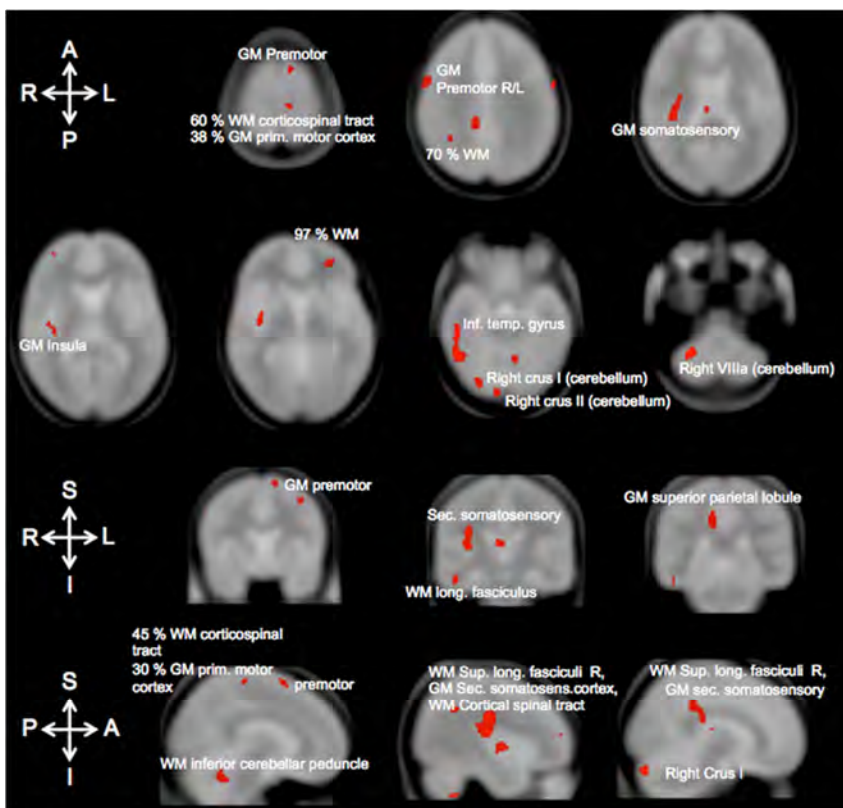 A
R L
P
GM Premotor
60 % WM corticospinal tract
38 % GM prim. motor cortex
GM
Premotor R/L
70 % WM
GM somatosensory
GM Insula
97 % WM
Inf. temp. gyrus
Right crus I (cerebellum)
Right crus II (cerebellum)
Right VIIIa (cerebellum)
S
R L
I
GM premotor
Sec. somatosensory
WM long. fasciculus
GM superior parietal lobule
S
P A
I
45 % WM corticospinal
tract
30 % GM prim. motor
cortex
premotor
WM inferior cerebellar peduncle
WM Sup. long. fasciculi R,
GM Sec. somatosens.cortex,
WM Cortical spinal tract
WM Sup. long. fasciculi R,
GM sec. somatosensory
Right Crus I